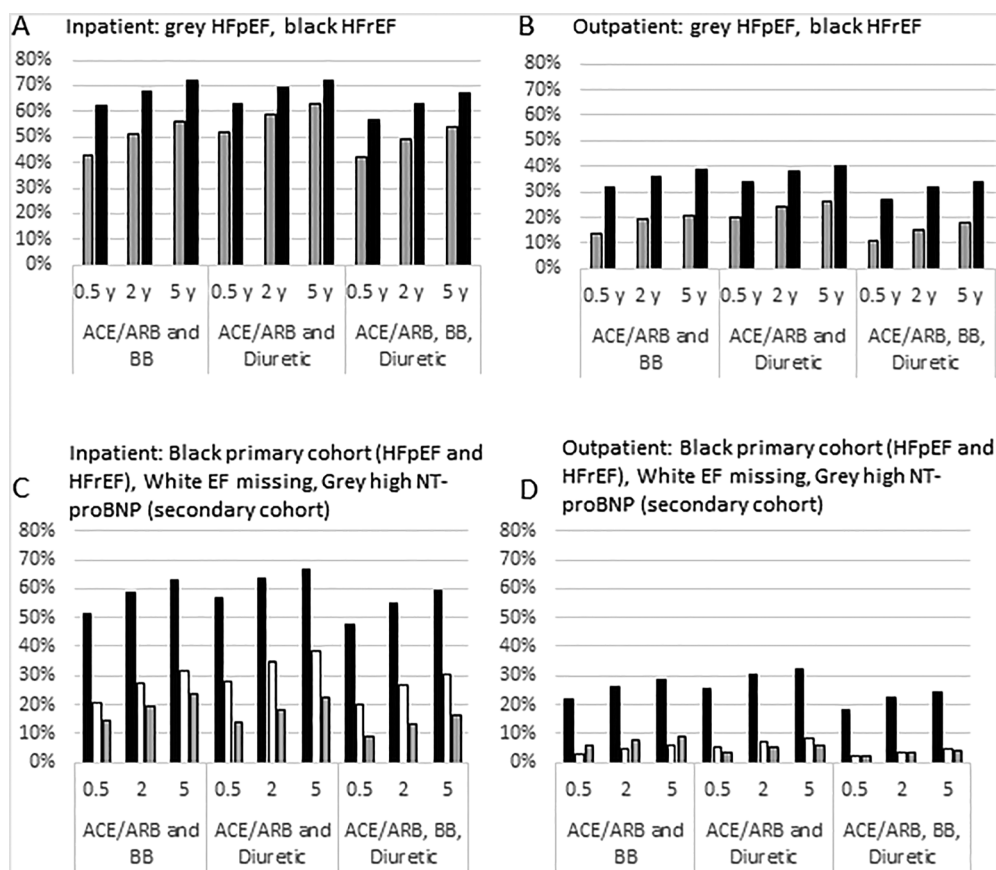 A Inpatient: grey HFpEF, black HFrEF
80%
70%
60%
50%
40%
30%
20%
10%
0%
0.5 y 2 y 5 y 0.5 y 2 y 5 y 0.5 y 2 y 5 y
ACE/ARB and ACE/ARB and ACE/ARB, BB,
BB Diuretic Diuretic
B Outpatient: grey HFpEF, black HFrEF
80%
70%
60%
50%
40%
30%
20%
10%
0%
0.5 y 2 y 5 y 0.5 y 2 y 5 y 0.5 y 2 y 5 y
ACE/ARB and ACE/ARB and ACE/ARB, BB,
BB Diuretic Diuretic
Inpatient: Black primary cohort (HFpEF and
C HFrEF), White EF missing, Grey high NT-
proBNP (secondary cohort)
80%
70%
60%
50%
40%
30%
20%
10%
0%
0.5 2 5 0.5 2 5 0.5 2 5
ACE/ARB and ACE/ARB and ACE/ARB, BB,
BB Diuretic Diuretic
Outpatient: Black primary cohort (HFpEF and
D HFrEF), White EF missing, Grey high NT-
proBNP (secondary cohort)
80%
70%
60%
50%
40%
30%
20%
10%
0%
0.5 2 5 0.5 2 5 0.5 2 5
ACE/ARB and ACE/ARB and ACE/ARB, BB,
BB Diuretic Diuretic